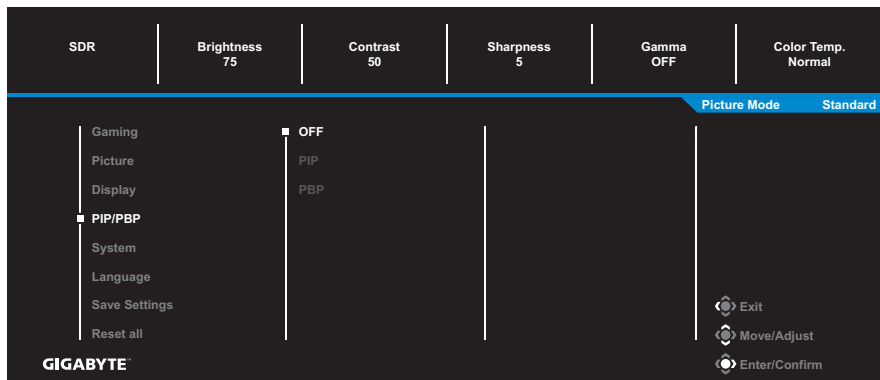 SDR Brightness Contrast Sharpness Gamma Color Temp.
75 50 5 OFF Normal
Picture Mode Standard
Gaming OFF
Picture PIP
Display PBP
PIP/PBP
System
Language
Save Settings Exit
Reset all Move/Adjust
GIGABYTE™ Enter/Confirm